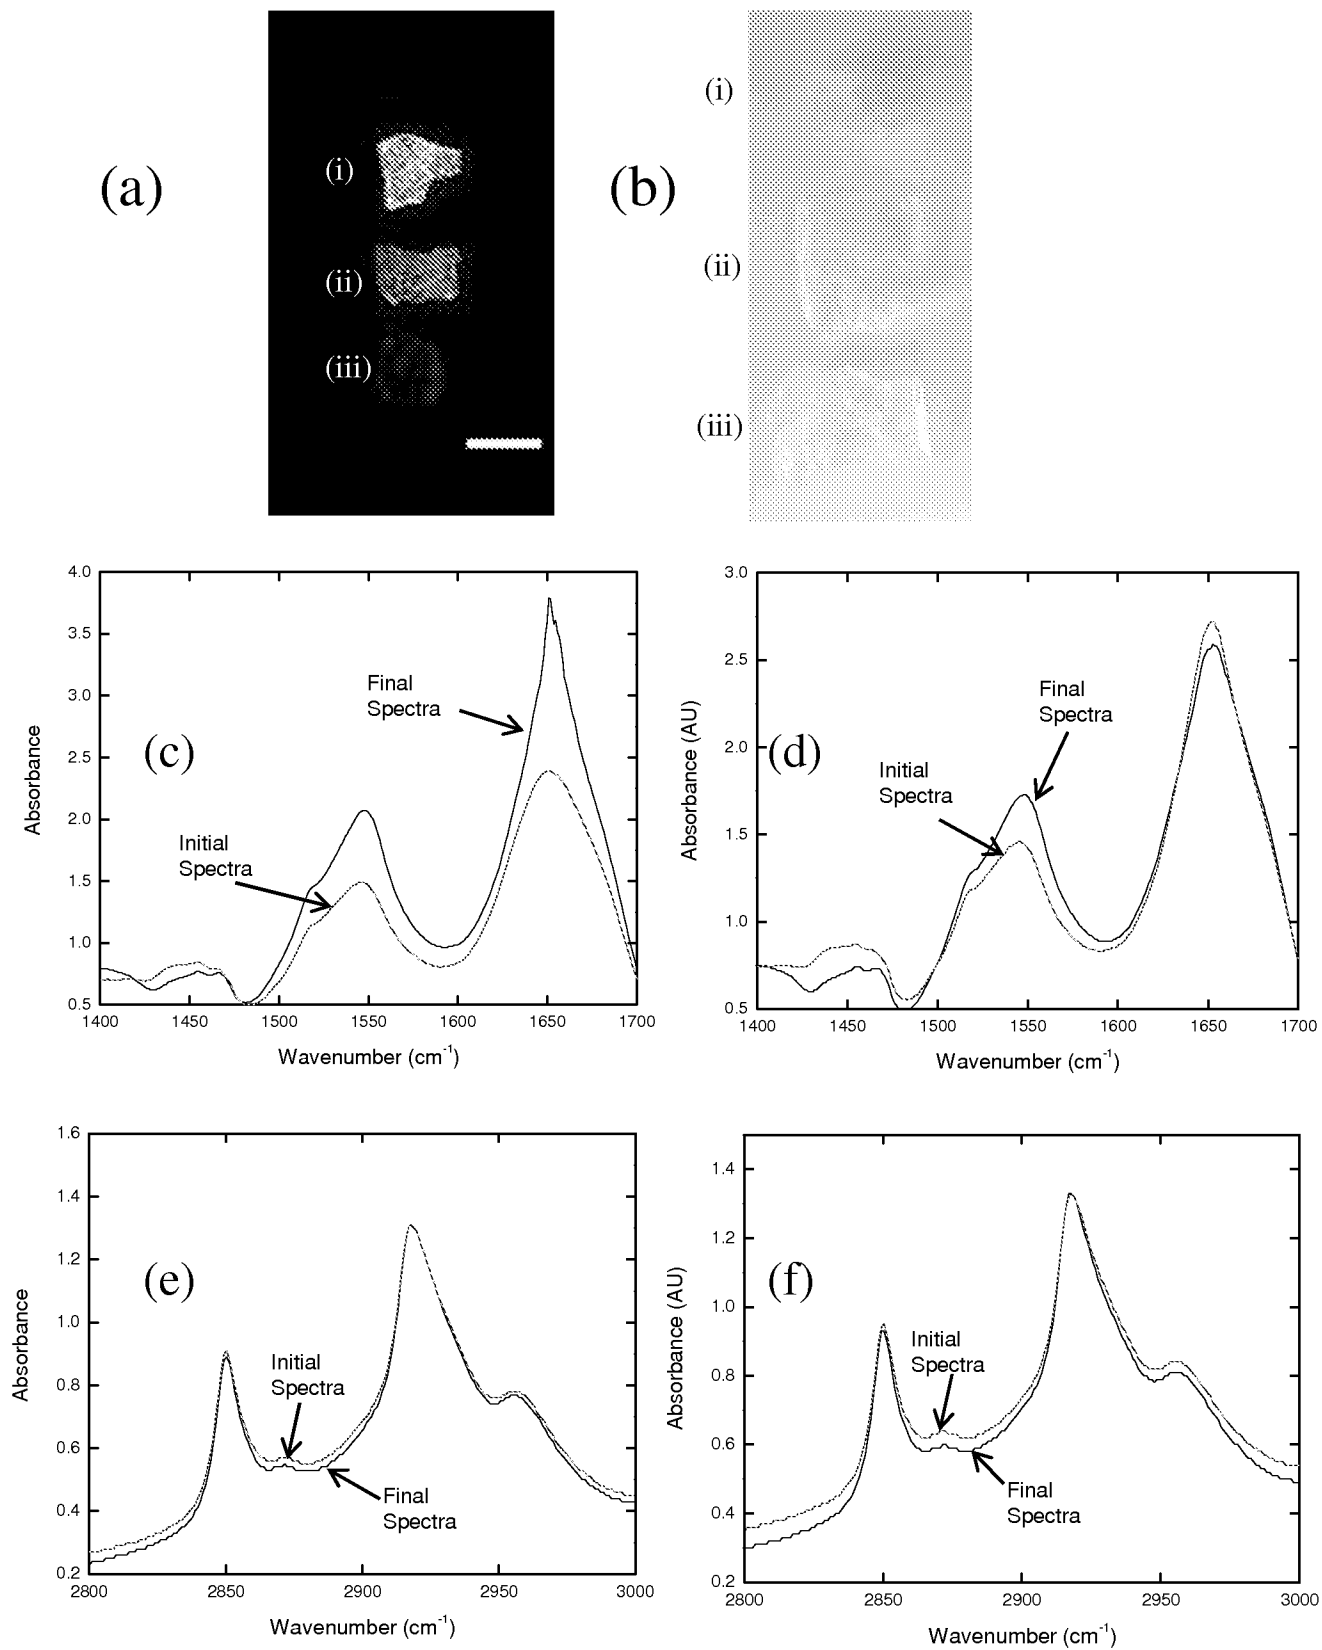 (a)
(i)
(ii)
(iii)
(b)
(i)
(ii)
(iii)
(c)
Absorbance
4.0
3.5
3.0
2.5
2.0
1.5
1.0
0.5
Final
Spectra
Initial
Spectra
1400 1450 1500 1550 1600 1650 1700
Wavenumber (cm-1)
(d)
Absorbance (AU)
3.0
2.5
2.0
1.5
1.0
0.5
Final
Spectra
Initial
Spectra
1400 1450 1500 1550 1600 1650 1700
Wavenumber (cm-1)
(e)
Absorbance
1.6
1.4
1.2
1.0
0.8
0.6
0.4
0.2
Initial
Spectra
Final
Spectra
2800 2850 2900 2950 3000
Wavenumber (cm-1)
(f)
Absorbance (AU)
1.4
1.2
1.0
0.8
0.6
0.4
0.2
Initial
Spectra
Final
Spectra
2800 2850 2900 2950 3000
Wavenumber (cm-1)